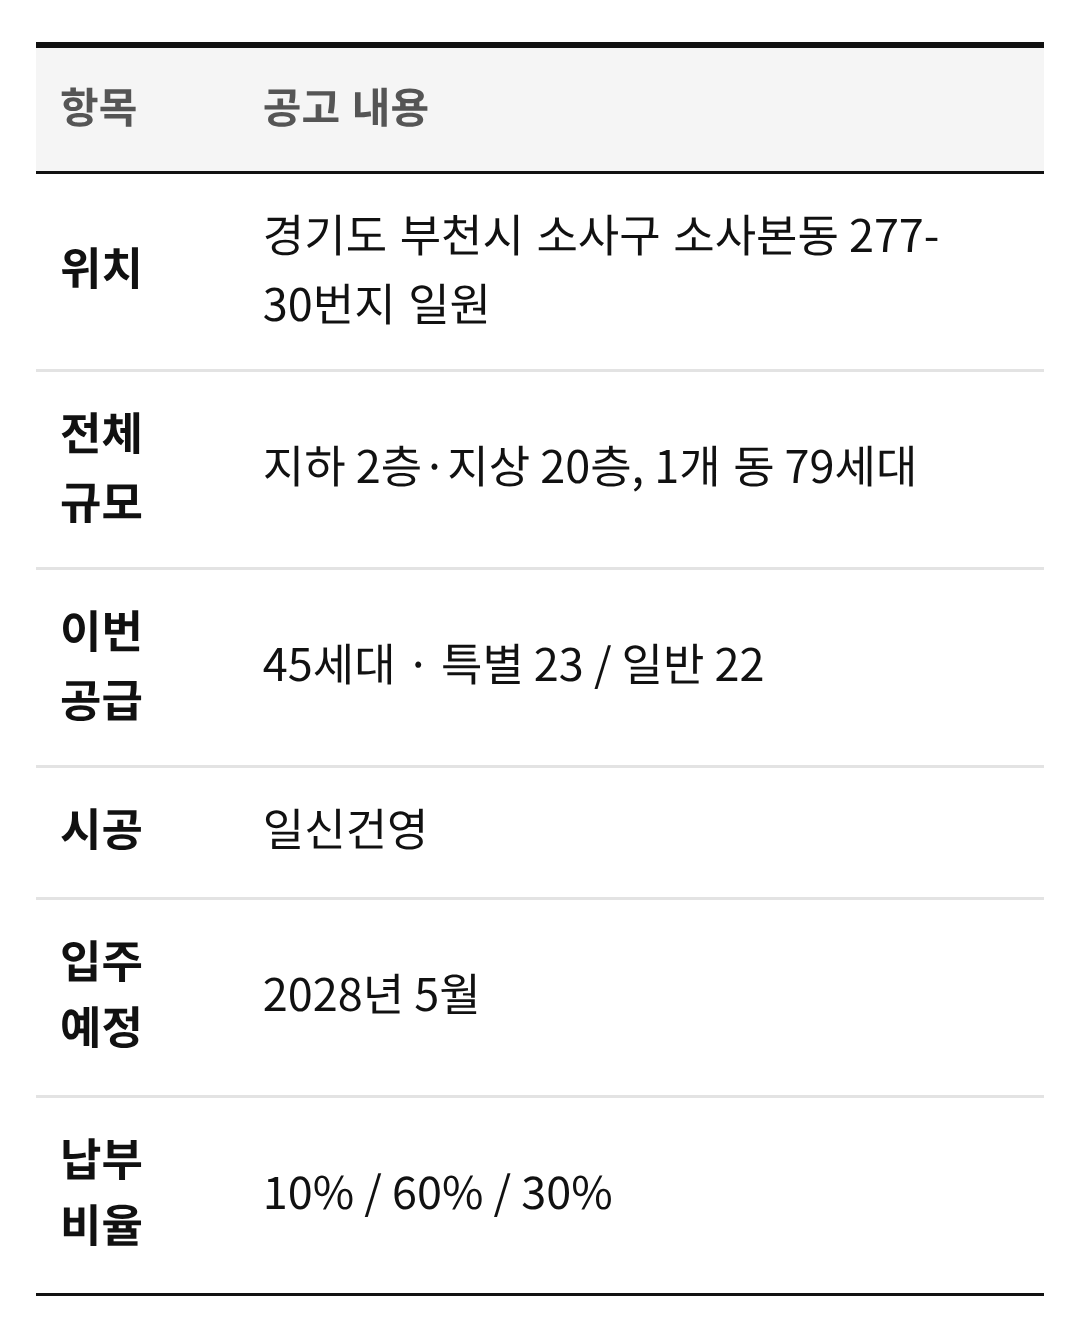 항목 공고 내용
위치 경기도 부천시 소사구 소사본동 277-
30번지 일원
전체
규모
지하 2층·지상 20층, 1개 동 79세대
이번
공급
45세대 · 특별 23 / 일반 22
시공 일신건영
입주
예정
2028년 5월
납부
비율
10% / 60% / 30%